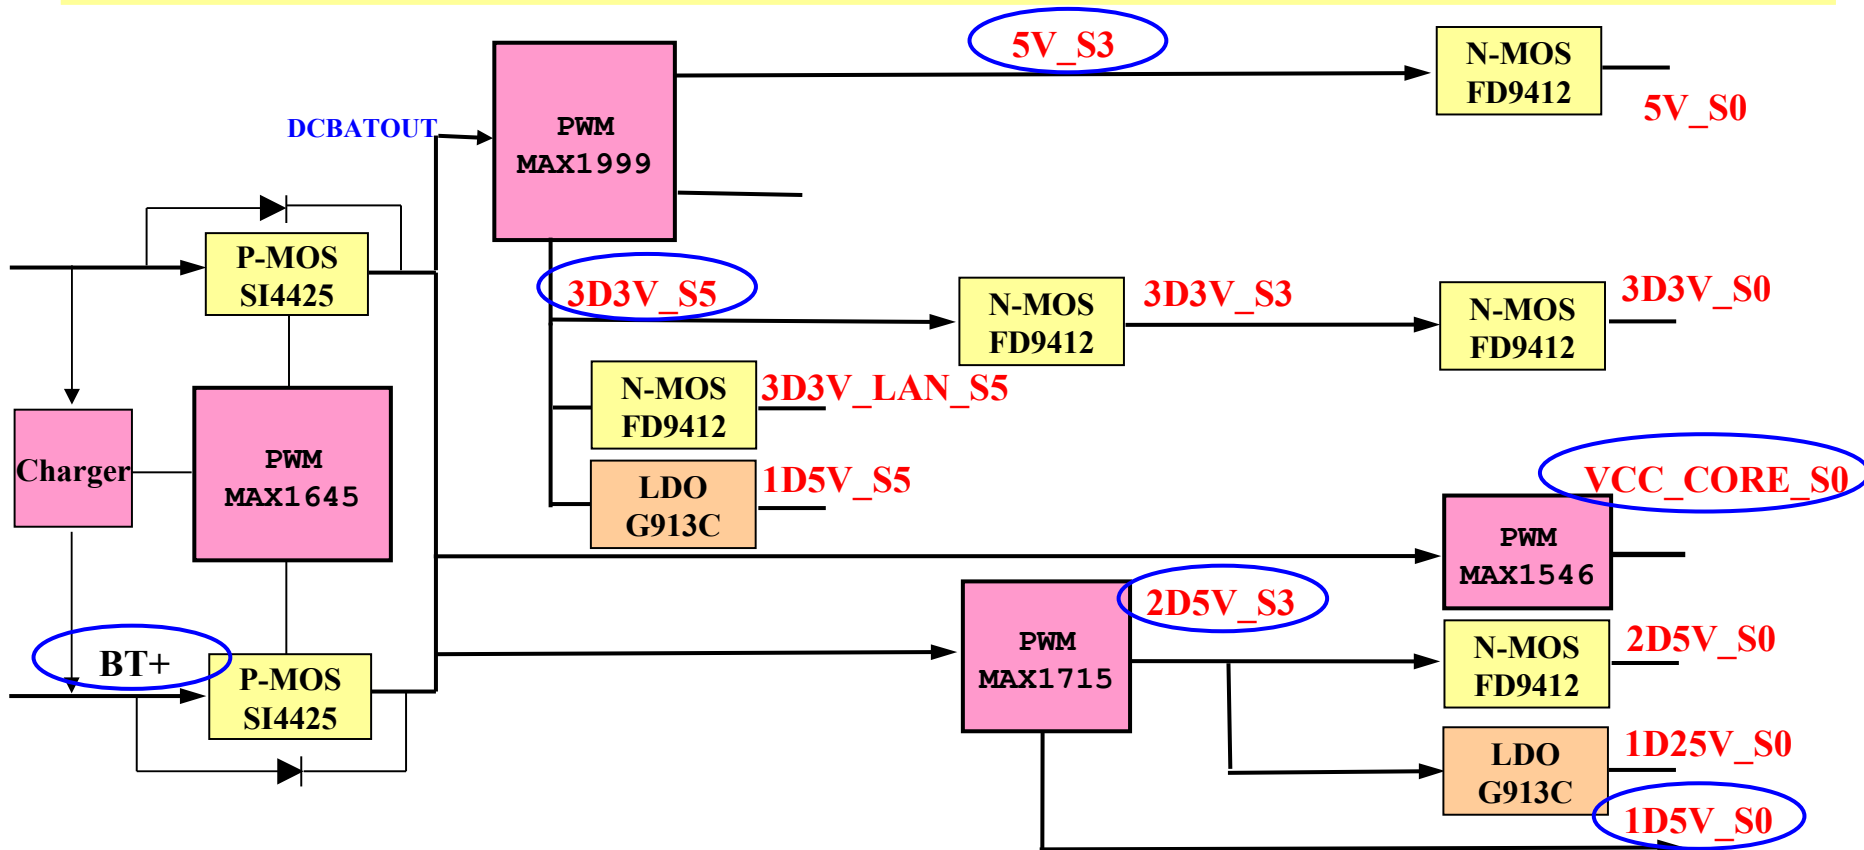 5V_S3
N-MOS
FD9412
5V_S0
DCBATOUT
PWM
MAX1999
P-MOS
SI4425
3D3V_S5
N-MOS
FD9412
3D3V_S3
N-MOS
FD9412
3D3V_S0
N-MOS
FD9412
3D3V_LAN_S5
Charger
PWM
MAX1645
LDO
G913C
1D5V_S5
VCC_CORE_S0
PWM
MAX1546
BT+
P-MOS
SI4425
PWM
MAX1715
2D5V_S3
N-MOS
FD9412
2D5V_S0
LDO
G913C
1D25V_S0
1D5V_S0